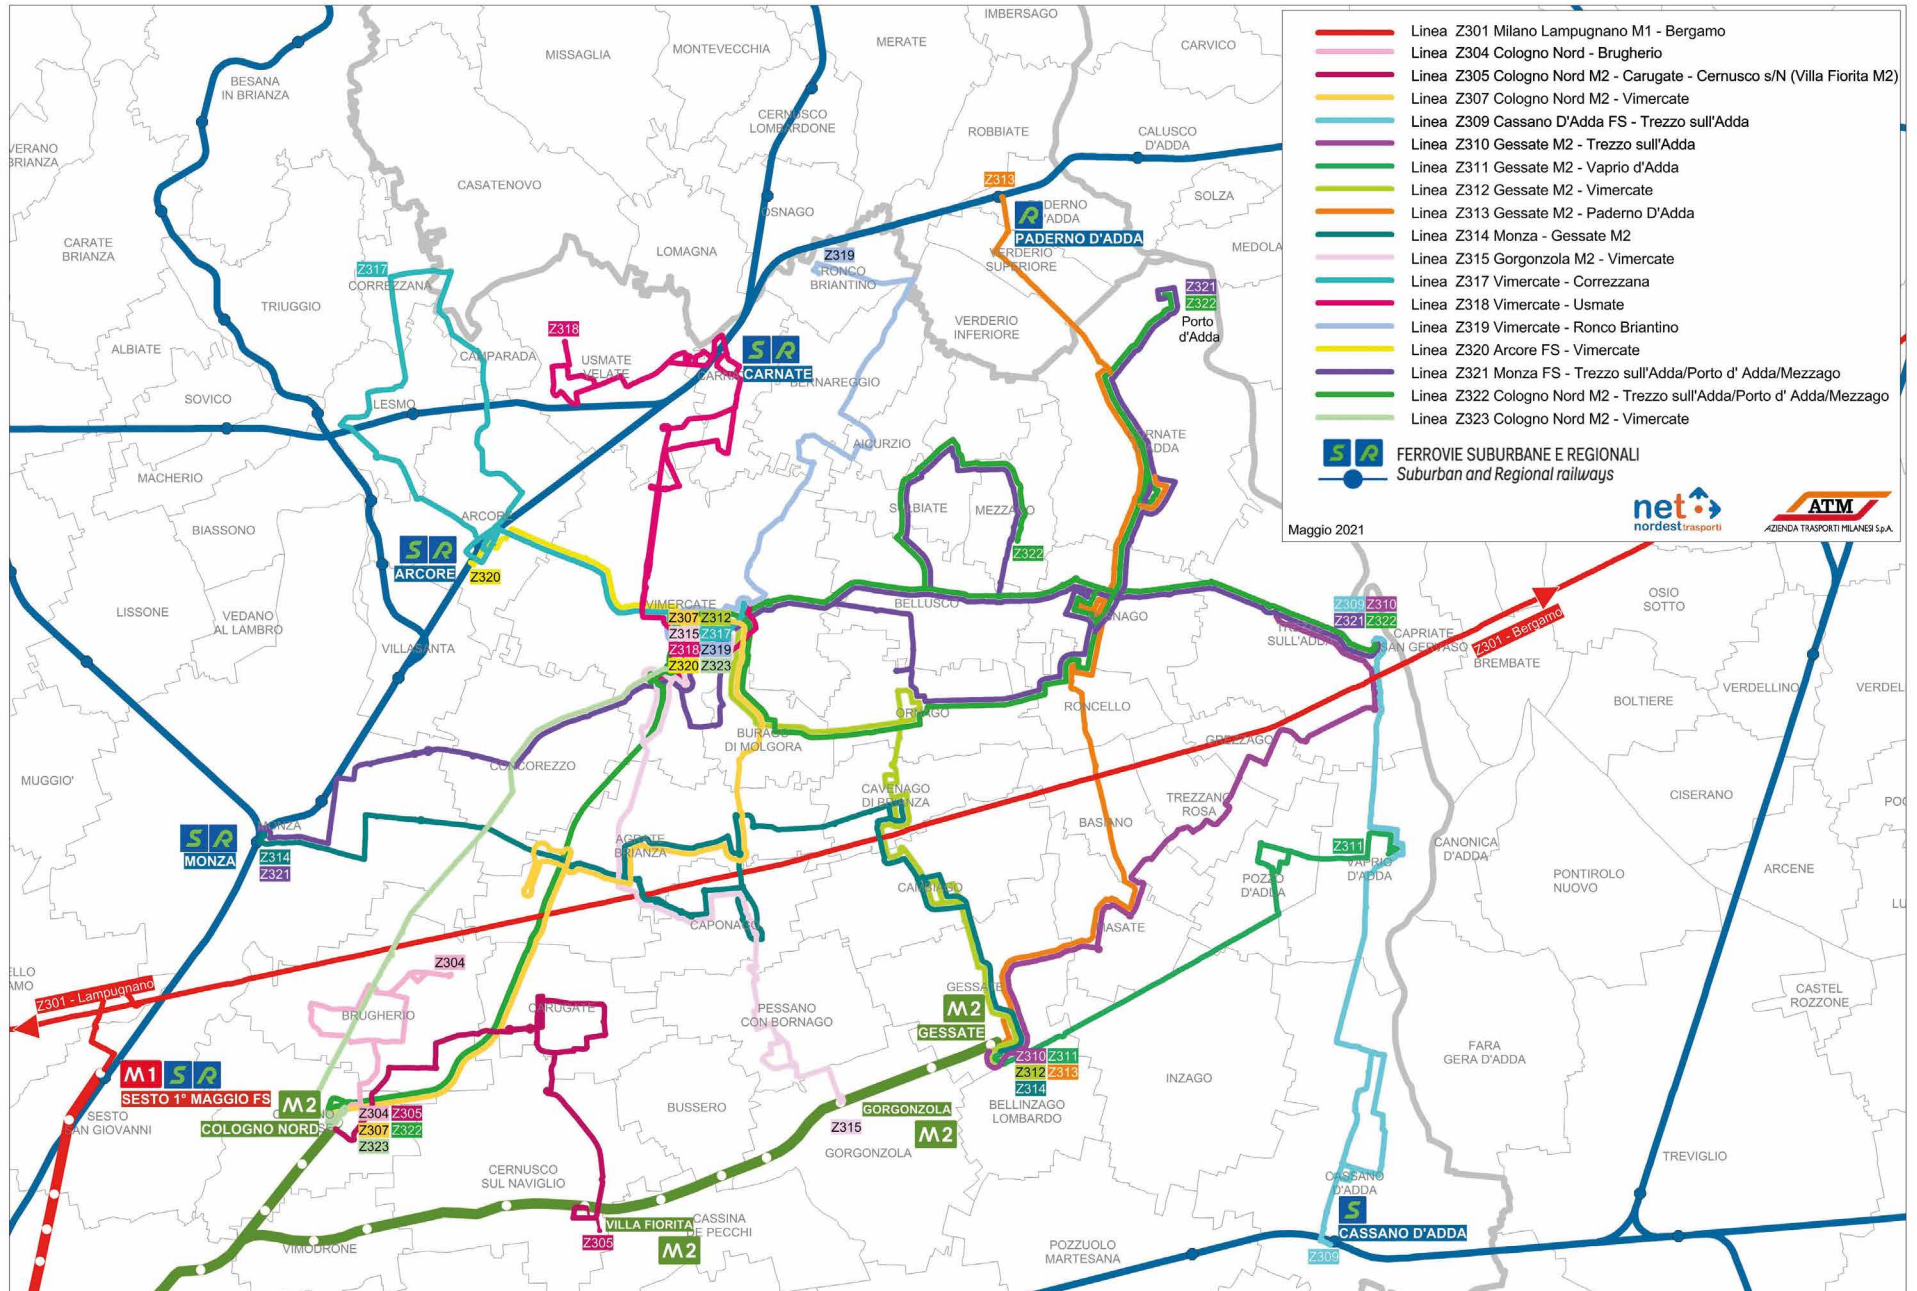 IMBERSAGO
MISSAGLIA
MONTEVECCHIA
MERATE
CARVICO
BESANA
IN BRIANZA
CERNUSCO
LOMBARDONE
ROBBIATE
CALUSCO
D'ADDA
VERANO
BRIANZA
CASATENOVO
Z313
SOLZA
OSNAGO
R
PADERNO D'ADDA
CARATE
BRIANZA
LOMAGNA
MEDOLA
VERDERIO
SUPERIORE
Z319
RONCO
BRIANTINO
Z317
CORREZZANA
Z321
Z322
Porto
d'Adda
TRIUGGIO
VERDERIO
INFERIORE
Z318
ALBIATE
CAMPARADA
USMATE
VELATE
S R
CARNATE
BERNAREGGIO
SOVICO
LESMO
AICURZIO
MACHERIO
BIASSONO
ARCORE
MEZZAGO
Z322
S R
ARCORE
Z320
LISSONE
VEDANO
AL LAMBRO
VILLASANTA
VIMERCATE
Z307 Z312
Z315 Z317
Z318 Z319
Z320 Z323
BELLUSCO
Z309 Z310
Z321 Z322
SULL'ADDA
CAPRIATE
SAN GERVASO
Z301 - Bergamo
OSIO
SOTTO
BREMBATE
BOLTIERE
VERDELLINO
VERDEL
ORNAGO
RONCELLO
BURAGO
DI MOLGORA
GREZZAGO
CONCOREZZO
MUGGIO'
CAVENAGO
DI BRIANZA
TREZZANO
ROSA
CISERANO
BASIANO
MONZA
S R
MONZA
Z314
Z321
AGRATE
BRIANZA
Z311
VAPRIO
D'ADDA
CANONICA
D'ADDA
POZZO
D'ADDA
PONTIROLO
NUOVO
ARCENE
CAMBIAGO
CAPONAGO
MASATE
Z304
Z301 - Lampugnano
BRUGHERIO
CARUGATE
PESSANO
CON BORNAGO
GESSATE
M2
GESSATE
CASTEL
ROZZONE
FARA
GERA D'ADDA
Z310 Z311
Z312 Z313
Z314
INZAGO
M1 S R
SESTO 1° MAGGIO FS
SESTO
SAN GIOVANNI
M2
COLOGNO NORD
Z304 Z305
Z307 Z322
Z323
BUSSERO
GORGONZOLA
M2
Z315
GORGONZOLA
BELLINZAGO
LOMBARDO
CERNUSCO
SUL NAVIGLIO
TREVIGLIO
CASSANO
D'ADDA
S
CASSANO D'ADDA
Z309
VILLA FIORITA
M2
Z305
CASSINA
DE PECCHI
VIMODRONE
POZZUOLO
MARTESANA
Linea Z301 Milano Lampugnano M1 - Bergamo
Linea Z304 Cologno Nord - Brugherio
Linea Z305 Cologno Nord M2 - Carugate - Cernusco s/N (Villa Fiorita M2)
Linea Z307 Cologno Nord M2 - Vimercate
Linea Z309 Cassano D'Adda FS - Trezzo sull'Adda
Linea Z310 Gessate M2 - Trezzo sull'Adda
Linea Z311 Gessate M2 - Vaprio d'Adda
Linea Z312 Gessate M2 - Vimercate
Linea Z313 Gessate M2 - Paderno D'Adda
Linea Z314 Monza - Gessate M2
Linea Z315 Gorgonzola M2 - Vimercate
Linea Z317 Vimercate - Correzzana
Linea Z318 Vimercate - Usmate
Linea Z319 Vimercate - Ronco Briantino
Linea Z320 Arcore FS - Vimercate
Linea Z321 Monza FS - Trezzo sull'Adda/Porto d' Adda/Mezzago
Linea Z322 Cologno Nord M2 - Trezzo sull'Adda/Porto d' Adda/Mezzago
Linea Z323 Cologno Nord M2 - Vimercate
S R FERROVIE SUBURBANE E REGIONALI
Suburban and Regional railways
net
nordest trasporti
ATM
AZIENDA TRASPORTI MILANESI S.p.A.
Maggio 2021